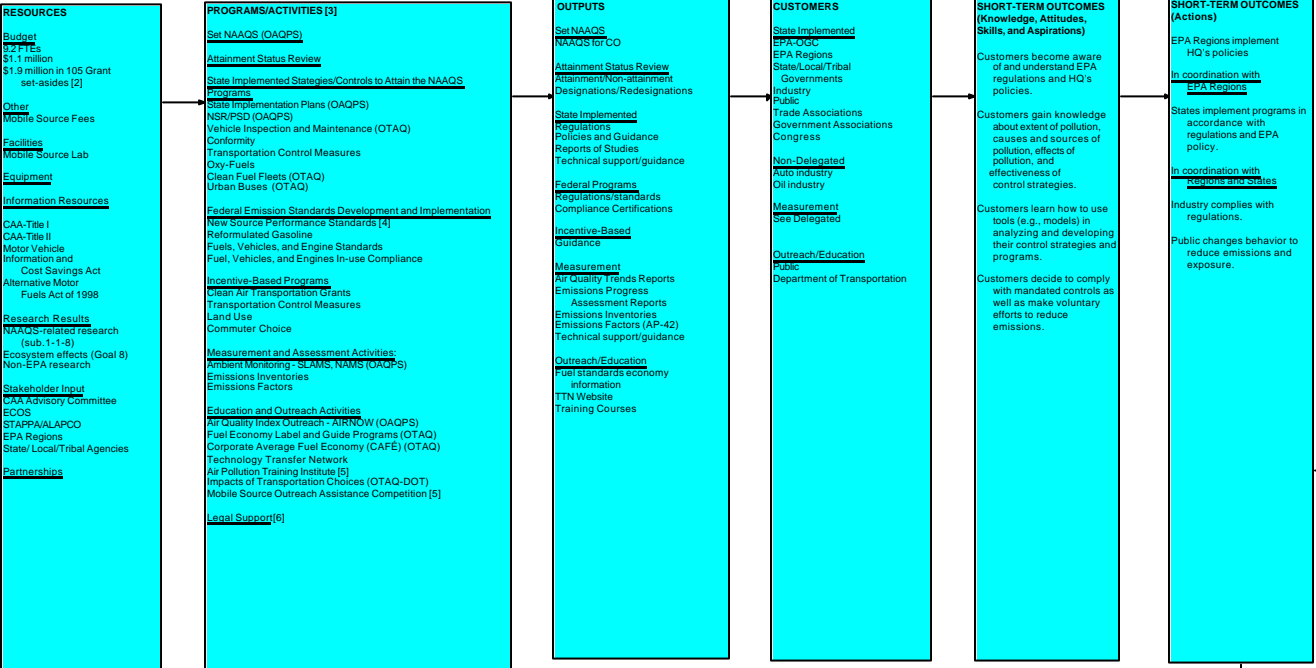 RESOURCES
Budget
9.2 FTEs
$1.1 million
$1.9 million in 105 Grant
set-asides [2]
Other
Mobile Source Fees
Facilities
Mobile Source Lab
Equipment
Information Resources
CAA-Title I
CAA-Title II
Motor Vehicle
Information and
Cost Savings Act
Alternative Motor
Fuels Act of 1998
Research Results
NAAQS-related research
(sub.1-1-8)
Ecosystem effects (Goal 8)
Non-EPA research
Stakeholder Input
CAA Advisory Committee
ECOS
STAPPA/ALAPCO
EPA Regions
State/ Local/Tribal Agencies
Partnerships
PROGRAMS/ACTIVITIES [3]
Set NAAQS (OAQPS)
Attainment Status Review
State Implemented Stategies/Controls to Attain the NAAQS
Programs
State Implementation Plans (OAQPS)
NSR/PSD (OAQPS)
Vehicle Inspection and Maintenance (OTAQ)
Conformity
Transportation Control Measures
Oxy-Fuels
Clean Fuel Fleets (OTAQ)
Urban Buses (OTAQ)
Federal Emission Standards Development and Implementation
New Source Performance Standards [4]
Reformulated Gasoline
Fuels, Vehicles, and Engine Standards
Fuel, Vehicles, and Engines In-use Compliance
Incentive-Based Programs
Clean Air Transportation Grants
Transportation Control Measures
Land Use
Commuter Choice
Measurement and Assessment Activities:
Ambient Monitoring - SLAMS, NAMS (OAQPS)
Emissions Inventories
Emissions Factors
Education and Outreach Activities
Air Quality Index Outreach - AIRNOW (OAQPS)
Fuel Economy Label and Guide Programs (OTAQ)
Corporate Average Fuel Economy (CAFÉ) (OTAQ)
Technology Transfer Network
Air Pollution Training Institute [5]
Impacts of Transportation Choices (OTAQ-DOT)
Mobile Source Outreach Assistance Competition [5]
Legal Support[6]
OUTPUTS
Set NAAQS
NAAQS for CO
Attainment Status Review
Attainment/Non-attainment
Designations/Redesignations
State Implemented
Regulations
Policies and Guidance
Reports of Studies
Technical support/guidance
Federal Programs
Regulations/standards
Compliance Certifications
Incentive-Based
Guidance
Measurement
Air Quality Trends Reports
Emissions Progress
Assessment Reports
Emissions Inventories
Emissions Factors (AP-42)
Technical support/guidance
Outreach/Education
Fuel standards economy
information
TTN Website
Training Courses
CUSTOMERS
State Implemented
EPA-OGC
EPA Regions
State/Local/Tribal
Governments
Industry
Public
Trade Associations
Government Associations
Congress
Non-Delegated
Auto industry
Oil industry
Measurement
See Delegated
Outreach/Education
Public
Department of Transportation
SHORT-TERM OUTCOMES
(Knowledge, Attitudes,
Skills, and Aspirations)
Customers become aware
of and understand EPA
regulations and HQ's
policies.
Customers gain knowledge
about extent of pollution,
causes and sources of
pollution, effects of
pollution, and
effectiveness of
control strategies.
Customers learn how to use
tools (e.g., models) in
analyzing and developing
their control strategies and
programs.
Customers decide to comply
with mandated controls as
well as make voluntary
efforts to reduce
emissions.
SHORT-TERM OUTCOMES
(Actions)
EPA Regions implement
HQ's policies
In coordination with
EPA Regions
States implement programs in
accordance with
regulations and EPA
policy.
In coordination with
Regions and States
Industry complies with
regulations.
Public changes behavior to
reduce emissions and
exposure.